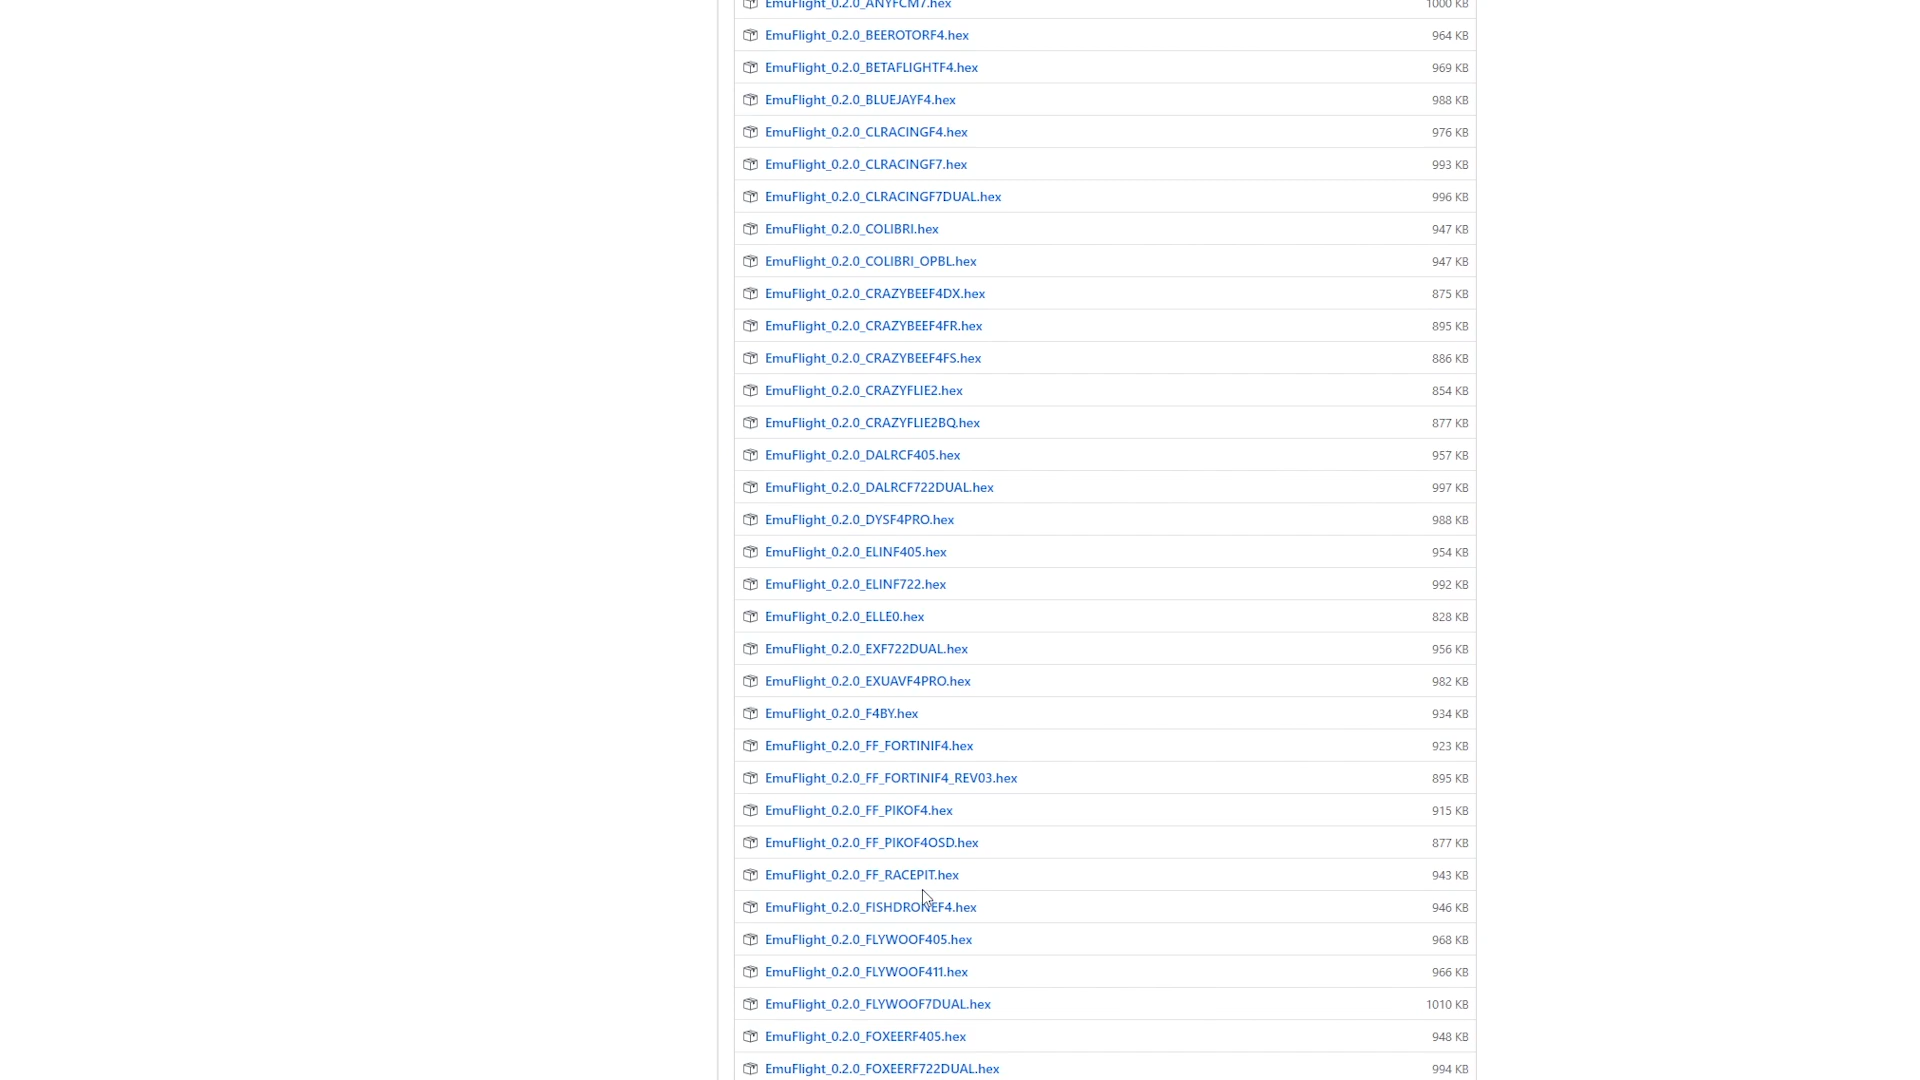 EmuFlight_0.2.0_ANYFCM7.hex 1000 KB
EmuFlight_0.2.0_BEEROTORF4.hex 964 KB
EmuFlight_0.2.0_BETAFLIGHTF4.hex 969 KB
EmuFlight_0.2.0_BLUEJAYF4.hex 988 KB
EmuFlight_0.2.0_CLRACINGF4.hex 976 KB
EmuFlight_0.2.0_CLRACINGF7.hex 993 KB
EmuFlight_0.2.0_CLRACINGF7DUAL.hex 996 KB
EmuFlight_0.2.0_COLIBRI.hex 947 KB
EmuFlight_0.2.0_COLIBRI_OPBL.hex 947 KB
EmuFlight_0.2.0_CRAZYBEEF4DX.hex 875 KB
EmuFlight_0.2.0_CRAZYBEEF4FR.hex 895 KB
EmuFlight_0.2.0_CRAZYBEEF4FS.hex 886 KB
EmuFlight_0.2.0_CRAZYFLIE2.hex 854 KB
EmuFlight_0.2.0_CRAZYFLIE2BQ.hex 877 KB
EmuFlight_0.2.0_DALRCF405.hex 957 KB
EmuFlight_0.2.0_DALRCF722DUAL.hex 997 KB
EmuFlight_0.2.0_DYSF4PRO.hex 988 KB
EmuFlight_0.2.0_ELINF405.hex 954 KB
EmuFlight_0.2.0_ELINF722.hex 992 KB
EmuFlight_0.2.0_ELLE0.hex 828 KB
EmuFlight_0.2.0_EXF722DUAL.hex 956 KB
EmuFlight_0.2.0_EXUAVF4PRO.hex 982 KB
EmuFlight_0.2.0_F4BY.hex 934 KB
EmuFlight_0.2.0_FF_FORTINIF4.hex 923 KB
EmuFlight_0.2.0_FF_FORTINIF4_REV03.hex 895 KB
EmuFlight_0.2.0_FF_PIKOF4.hex 915 KB
EmuFlight_0.2.0_FF_PIKOF4OSD.hex 877 KB
EmuFlight_0.2.0_FF_RACEPIT.hex 943 KB
EmuFlight_0.2.0_FISHDRONEF4.hex 946 KB
EmuFlight_0.2.0_FLYWOOF405.hex 968 KB
EmuFlight_0.2.0_FLYWOOF411.hex 966 KB
EmuFlight_0.2.0_FLYWOOF7DUAL.hex 1010 KB
EmuFlight_0.2.0_FOXEERF405.hex 948 KB
EmuFlight_0.2.0_FOXEERF722DUAL.hex 994 KB